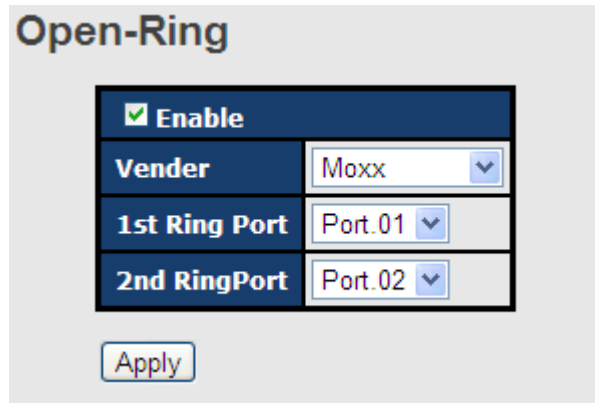 Open-Ring
Enable
Vender Moxx
1st Ring Port Port.01
2nd RingPort Port.02
Apply